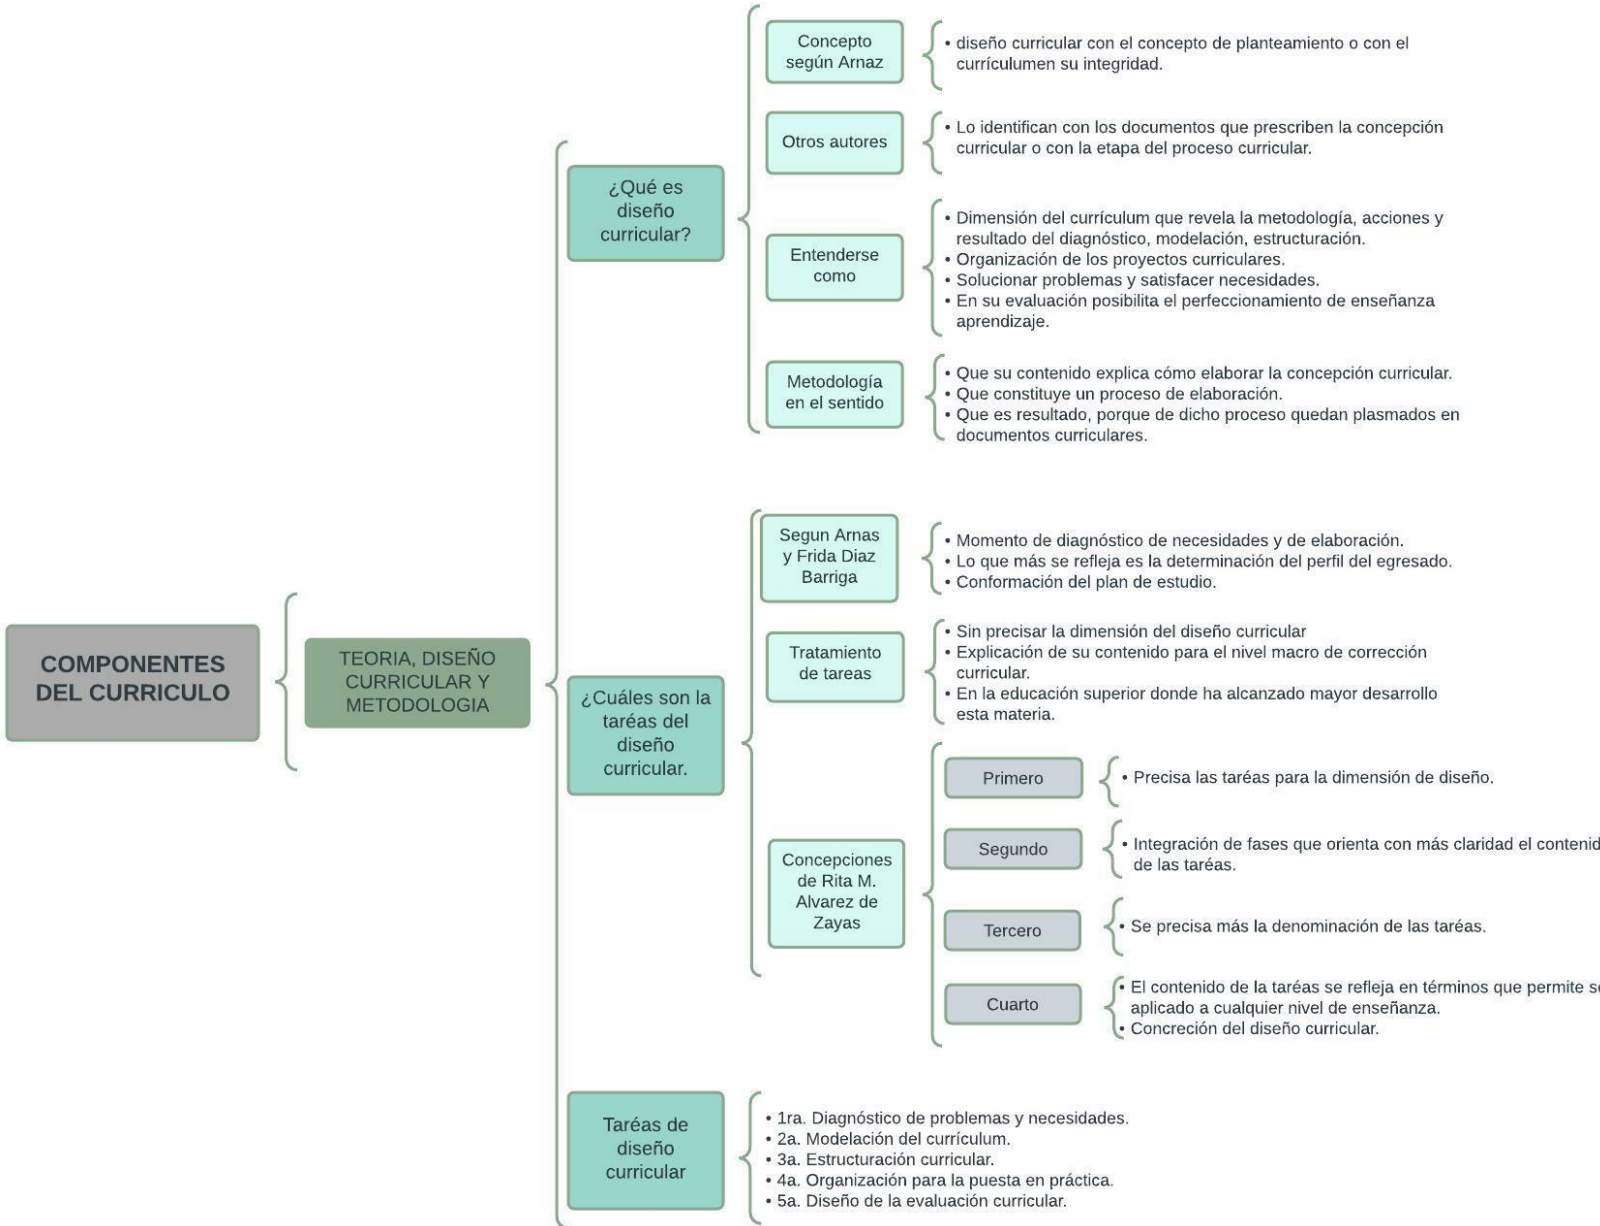 COMPONENTES
DEL CURRICULO
TEORIA, DISEÑO
CURRICULAR Y
METODOLOGIA
¿Qué es
diseño
curricular?
Concepto
según Arnaz
• diseño curricular con el concepto de planteamiento o con el
currículumen su integridad.
Otros autores
• Lo identifican con los documentos que prescriben la concepción
curricular o con la etapa del proceso curricular.
Entenderse
como
• Dimensión del currículum que revela la metodología, acciones y
resultado del diagnóstico, modelación, estructuración.
• Organización de los proyectos curriculares.
• Solucionar problemas y satisfacer necesidades.
• En su evaluación posibilita el perfeccionamiento de enseñanza
aprendizaje.
Metodología
en el sentido
• Que su contenido explica cómo elaborar la concepción curricular.
• Que constituye un proceso de elaboración.
• Que es resultado, porque de dicho proceso quedan plasmados en
documentos curriculares.
¿Cuáles son la
taréas del
diseño
curricular.
Segun Arnas
y Frida Diaz
Barriga
• Momento de diagnóstico de necesidades y de elaboración.
• Lo que más se refleja es la determinación del perfil del egresado.
• Conformación del plan de estudio.
Tratamiento
de tareas
• Sin precisar la dimensión del diseño curricular
• Explicación de su contenido para el nivel macro de corrección
curricular.
• En la educación superior donde ha alcanzado mayor desarrollo
esta materia.
Concepciones
de Rita M.
Alvarez de
Zayas
Primero
• Precisa las taréas para la dimensión de diseño.
Segundo
• Integración de fases que orienta con más claridad el contenid
de las taréas.
Tercero
• Se precisa más la denominación de las taréas.
Cuarto
• El contenido de la taréas se refleja en términos que permite se
aplicado a cualquier nivel de enseñanza.
• Concreción del diseño curricular.
Taréas de
diseño
curricular
• 1ra. Diagnóstico de problemas y necesidades.
• 2a. Modelación del currículum.
• 3a. Estructuración curricular.
• 4a. Organización para la puesta en práctica.
• 5a. Diseño de la evaluación curricular.